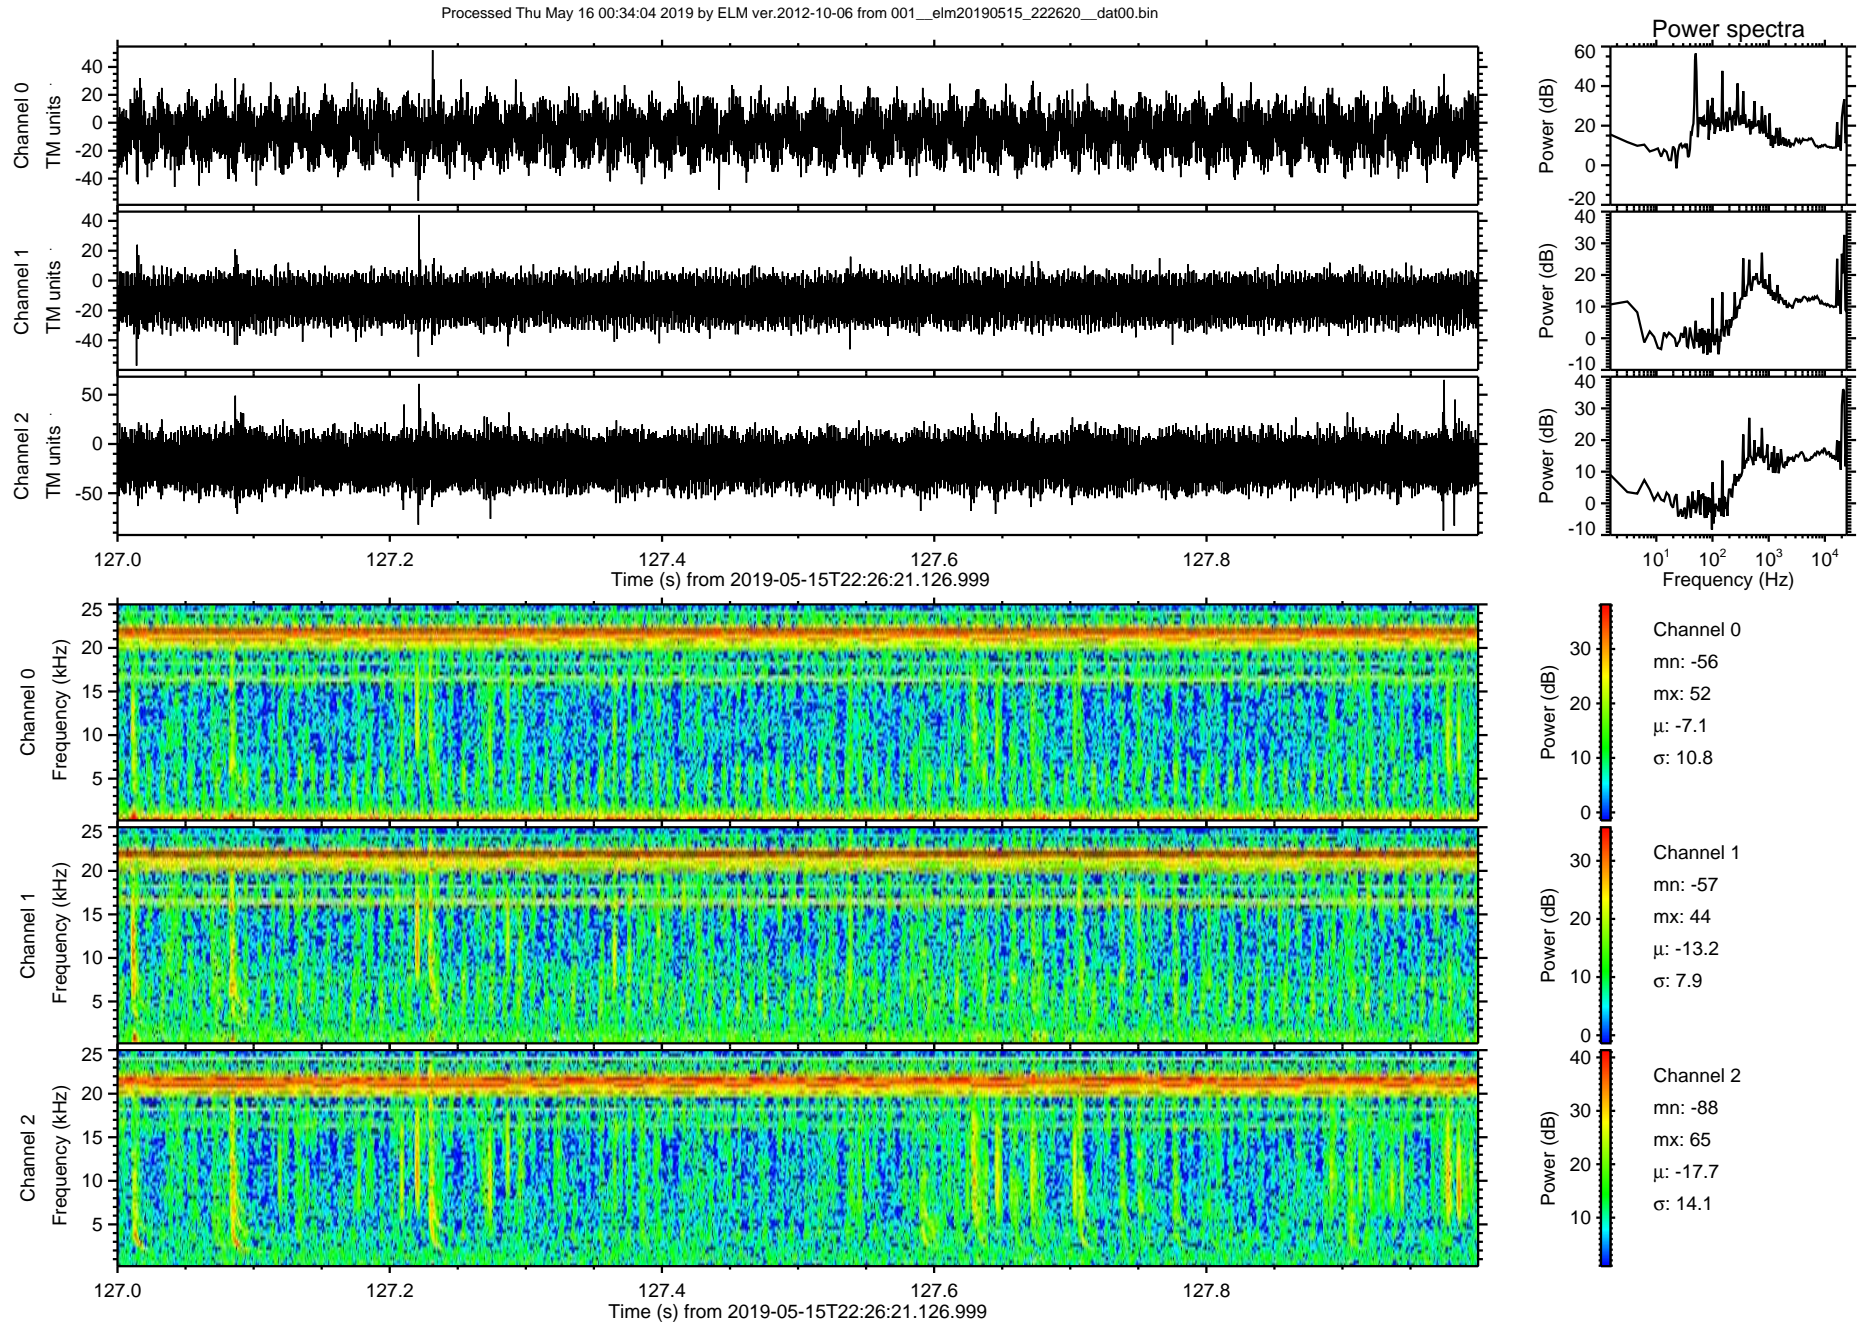 Processed Thu May 16 00:34:04 2019 by ELM ver.2012-10-06 from 001__elm20190515_222620__dat00.bin
Power spectra
Channel 0
TM units
40
20
0
-20
-40
Power (dB)
60
40
20
0
-20
Channel 1
TM units
40
20
0
-20
-40
Power (dB)
40
30
20
10
0
-10
Channel 2
TM units
50
0
-50
Power (dB)
40
30
20
10
0
-10
127.0 127.2 127.4 127.6 127.8
Time (s) from 2019-05-15T22:26:21.126.999
10¹ 10² 10³ 10⁴
Frequency (Hz)
Channel 0
Frequency (kHz)
25
20
15
10
5
Power (dB)
30
20
10
0
Channel 0
mn: -56
mx: 52
µ: -7.1
σ: 10.8
Channel 1
Frequency (kHz)
25
20
15
10
5
Power (dB)
30
20
10
0
Channel 1
mn: -57
mx: 44
µ: -13.2
σ: 7.9
Channel 2
Frequency (kHz)
25
20
15
10
5
Power (dB)
40
30
20
10
Channel 2
mn: -88
mx: 65
µ: -17.7
σ: 14.1
127.0 127.2 127.4 127.6 127.8
Time (s) from 2019-05-15T22:26:21.126.999